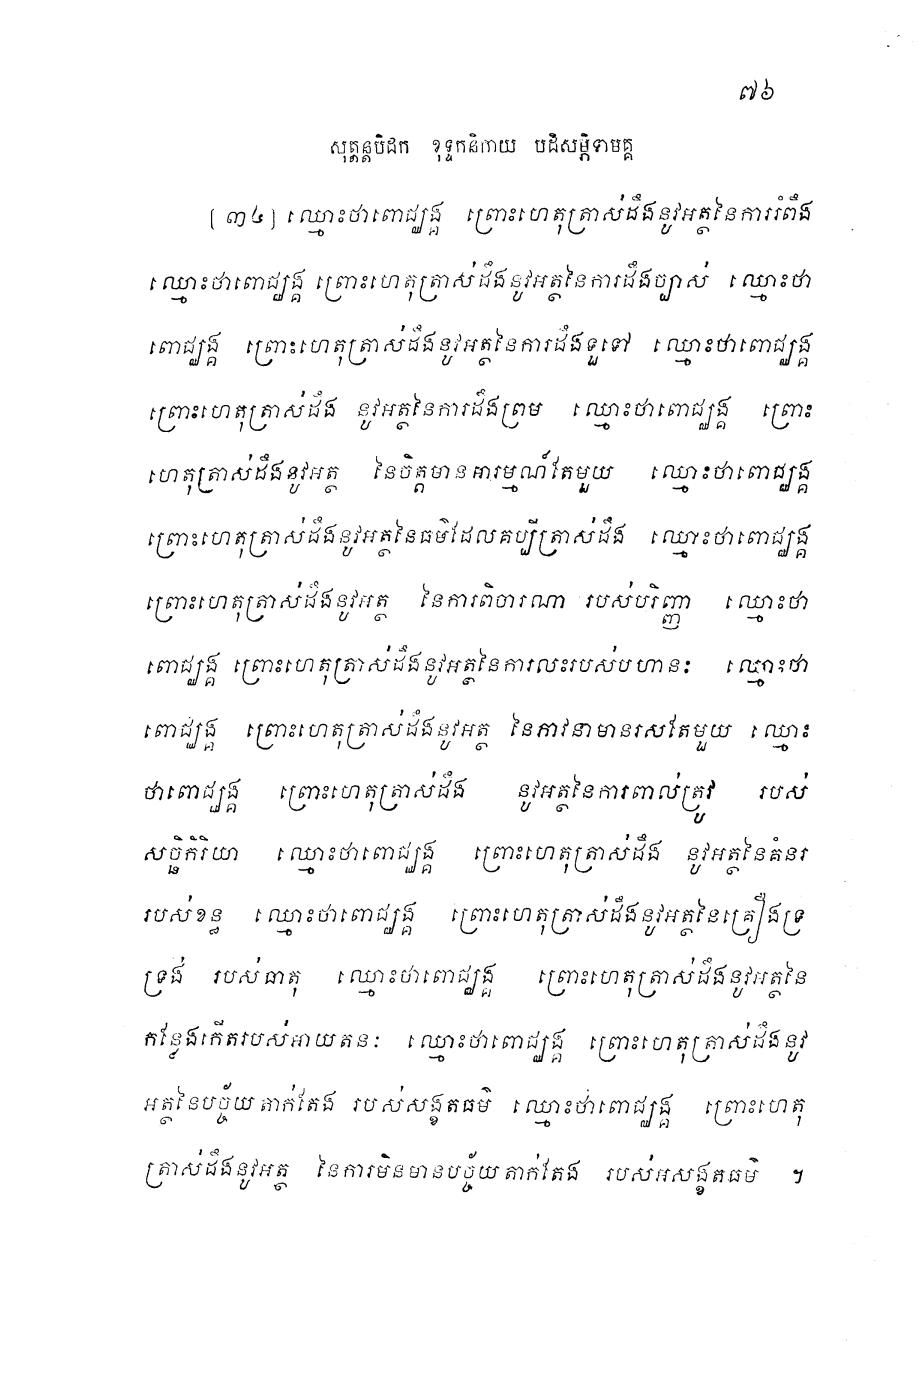 ៧៦
សុត្តន្តបិដក ខុទ្ទកនិកាយ បដិសម្ភិទាមគ្គ
[៣៤] ឈ្មោះថាពោជ្ឈង្គ ព្រោះហេតុត្រាស់ដឹងនូវអត្ថនៃការរំពឹង
ឈ្មោះថាពោជ្ឈង្គ ព្រោះហេតុត្រាស់ដឹងនូវអត្ថនៃការដឹងច្បាស់ ឈ្មោះថា
ពោជ្ឈង្គ ព្រោះហេតុត្រាស់ដឹងនូវអត្ថនៃការដឹងទួទៅ ឈ្មោះថាពោជ្ឈង្គ
ព្រោះហេតុត្រាស់ដឹង នូវអត្ថនៃការដឹងព្រម ឈ្មោះថាពោជ្ឈង្គ ព្រោះ
ហេតុត្រាស់ដឹងនូវអត្ថ នៃចិត្តមានអារម្មណ៍តែមួយ ឈ្មោះថាពោជ្ឈង្គ
ព្រោះហេតុត្រាស់ដឹងនូវអត្ថនៃធម៌ដែលគប្បីត្រាស់ដឹង ឈ្មោះថាពោជ្ឈង្គ
ព្រោះហេតុត្រាស់ដឹងនូវអត្ថ នៃការពិចារណា របស់បរិញ្ញា ឈ្មោះថា
ពោជ្ឈង្គ ព្រោះហេតុត្រាស់ដឹងនូវអត្ថនៃការលះរបស់បហានៈ ឈ្មោះថា
ពោជ្ឈង្គ ព្រោះហេតុត្រាស់ដឹងនូវអត្ថ នៃភាវនាមានរសតែមួយ ឈ្មោះ
ថាពោជ្ឈង្គ ព្រោះហេតុត្រាស់ដឹង នូវអត្ថនៃការពាល់ត្រូវ របស់
សច្ឆិកិរិយា ឈ្មោះថាពោជ្ឈង្គ ព្រោះហេតុត្រាស់ដឹង នូវអត្ថនៃគំនរ
របស់ខន្ធ ឈ្មោះថាពោជ្ឈង្គ ព្រោះហេតុត្រាស់ដឹងនូវអត្ថនៃគ្រឿងទ្រ
ទ្រង់ របស់ធាតុ ឈ្មោះថាពោជ្ឈង្គ ព្រោះហេតុត្រាស់ដឹងនូវអត្ថនៃ
កន្លែងកើតរបស់អាយតនៈ ឈ្មោះថាពោជ្ឈង្គ ព្រោះហេតុត្រាស់ដឹងនូវ
អត្ថនៃបច្ច័យតាក់តែង របស់សង្ខតធម៌ ឈ្មោះថាពោជ្ឈង្គ ព្រោះហេតុ
ត្រាស់ដឹងនូវអត្ថ នៃការមិនមានបច្ច័យតាក់តែង របស់អសង្ខតធម៌ ។